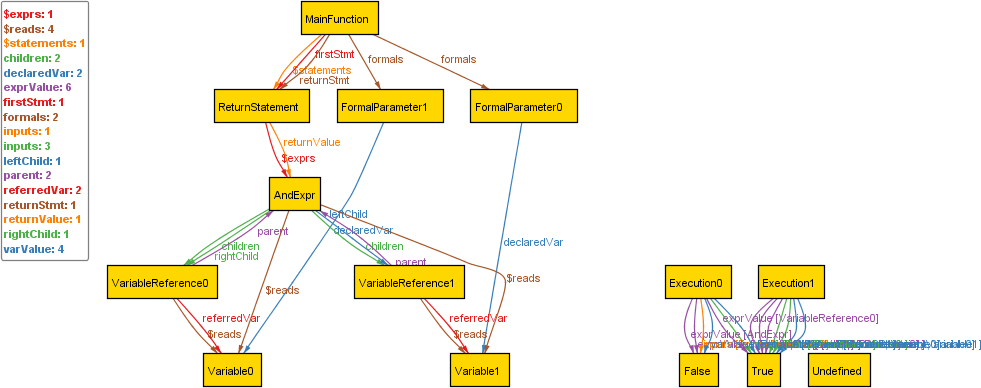 $exprs: 1
$reads: 4
$statements: 1
children: 2
declaredVar: 2
exprValue: 6
firstStmt: 1
formals: 2
inputs: 1
inputs: 3
leftChild: 1
parent: 2
referredVar: 2
returnStmt: 1
returnValue: 1
rightChild: 1
varValue: 4
MainFunction
firstStmt
formals
formals
$statements
returnStmt
ReturnStatement
FormalParameter1
FormalParameter0
returnValue
$exprs
AndExpr
leftChild
parent
declaredVar
declaredVar
children
children
rightChild
parent
$reads
$reads
VariableReference0
VariableReference1
Execution0
Execution1
referredVar
referredVar
exprValue [VariableReference0]
$reads
$reads
exprValue [AndExpr]
Variable0
Variable1
False
True
Undefined